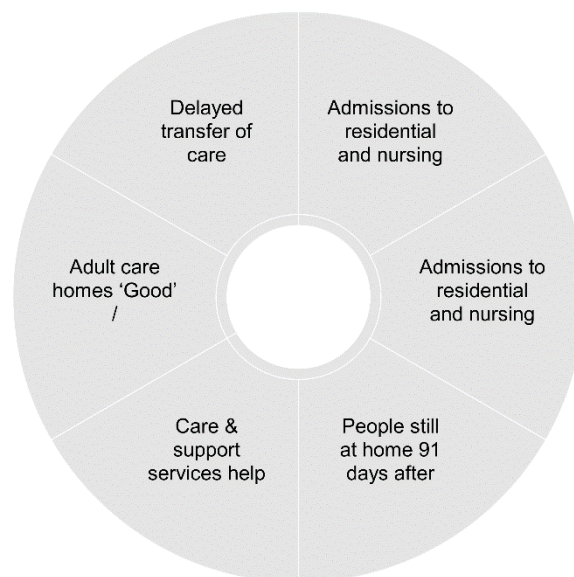 Delayed
transfer of
care
Admissions to
residential
and nursing
Adult care
homes ‘Good’
/
Admissions to
residential
and nursing
Care &
support
services help
People still
at home 91
days after